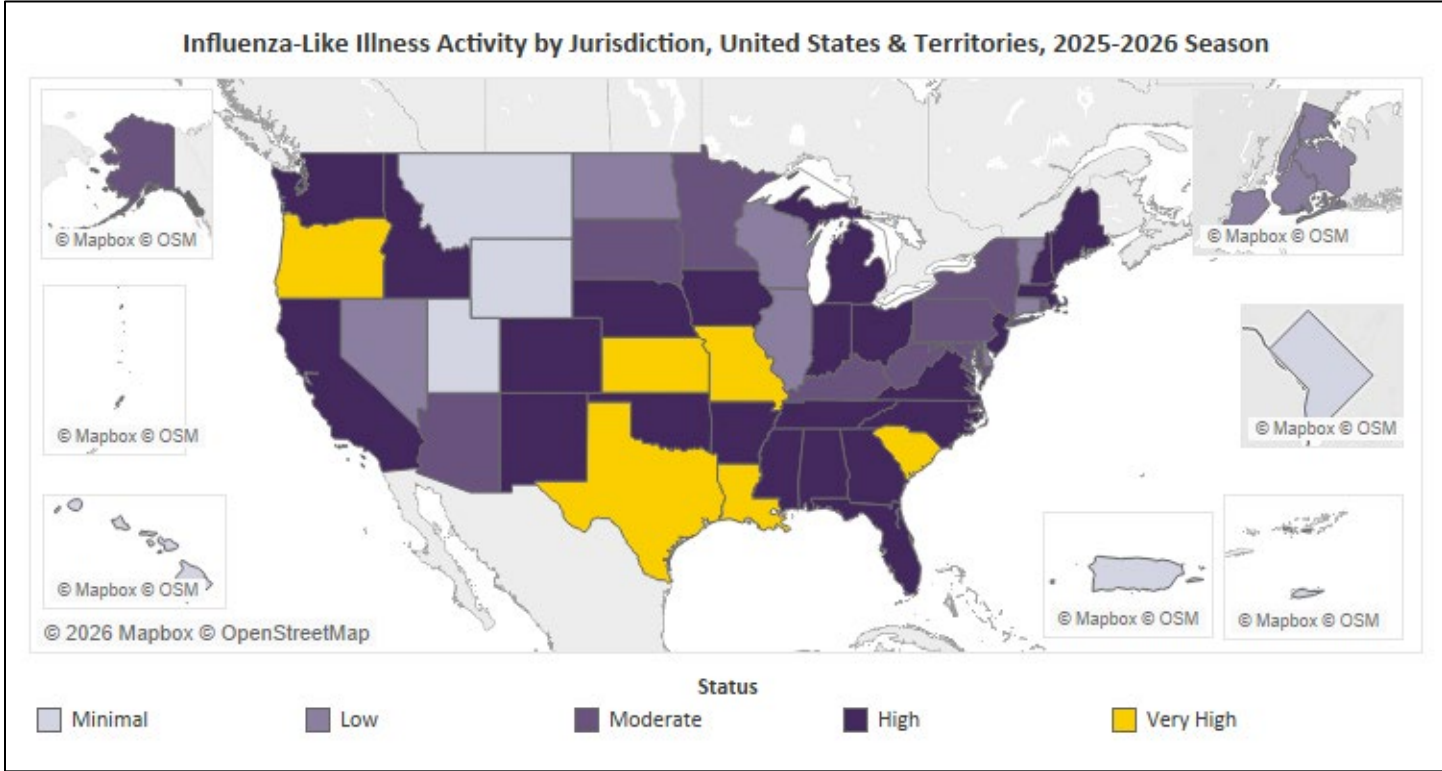 Influenza-Like Illness Activity by Jurisdiction, United States & Territories, 2025-2026 Season
© Mapbox © OSM
© Mapbox © OSM
© Mapbox © OSM
© Mapbox © OSM
© Mapbox © OSM
© Mapbox © OSM
© Mapbox © OSM
© 2026 Mapbox © OpenStreetMap
Status
Minimal
Low
Moderate
High
Very High